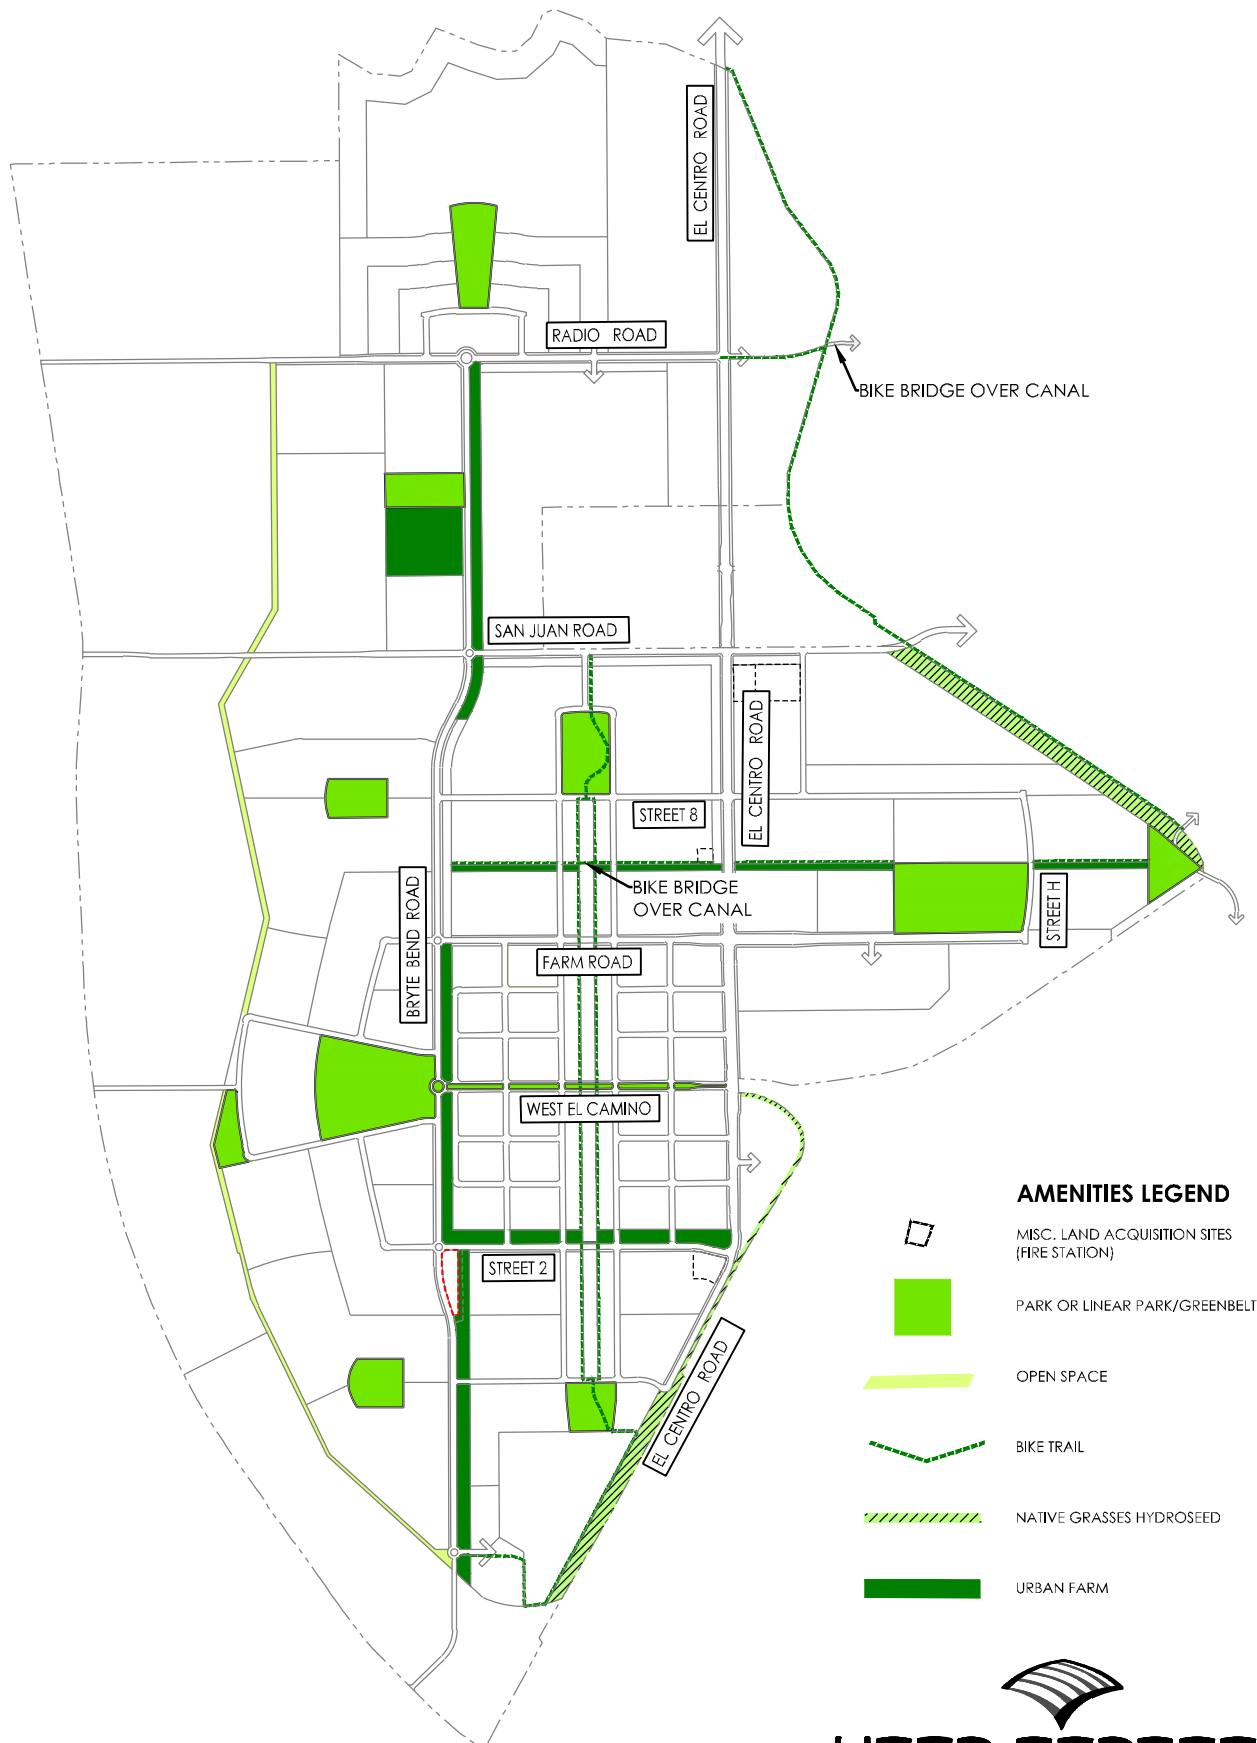 EL CENTRO ROAD
RADIO ROAD
BIKE BRIDGE OVER CANAL
SAN JUAN ROAD
EL CENTRO ROAD
STREET 8
BIKE BRIDGE
OVER CANAL
STREET H
BRYTE BEND ROAD
FARM ROAD
WEST EL CAMINO
STREET 2
EL CENTRO ROAD
AMENITIES LEGEND
MISC. LAND ACQUISITION SITES
(FIRE STATION)
PARK OR LINEAR PARK/GREENBELT
OPEN SPACE
BIKE TRAIL
NATIVE GRASSES HYDROSEED
URBAN FARM